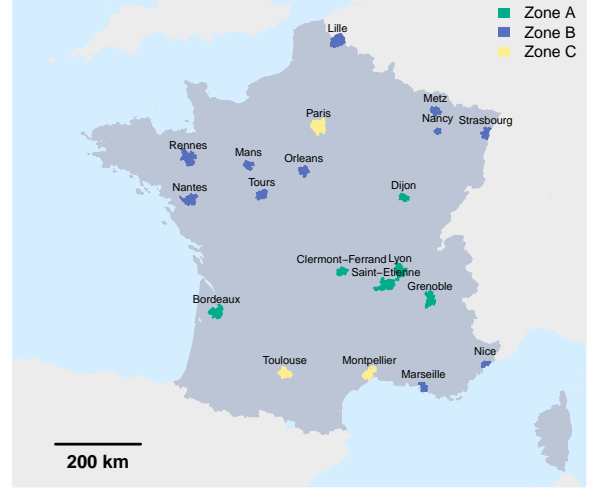 Zone A
Zone B
Zone C
Lille
Metz
Nancy
Strasbourg
Paris
Rennes
Mans
Orleans
Nantes
Tours
Dijon
Clermont−Ferrand
Lyon
Saint−Etienne
Grenoble
Bordeaux
Toulouse
Montpellier
Nice
Marseille
200 km